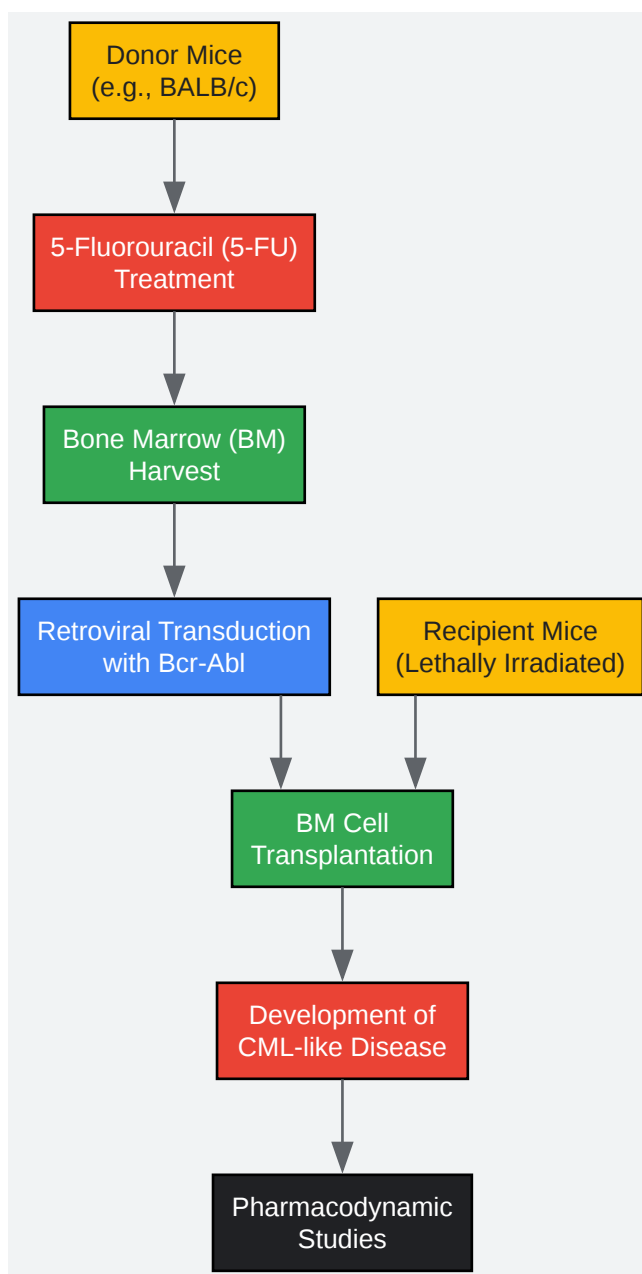 Donor Mice
(e.g., BALB/c)
5-Fluorouracil (5-FU)
Treatment
Bone Marrow (BM)
Harvest
Retroviral Transduction
with Bcr-Abl
Recipient Mice
(Lethally Irradiated)
BM Cell
Transplantation
Development of
CML-like Disease
Pharmacodynamic
Studies